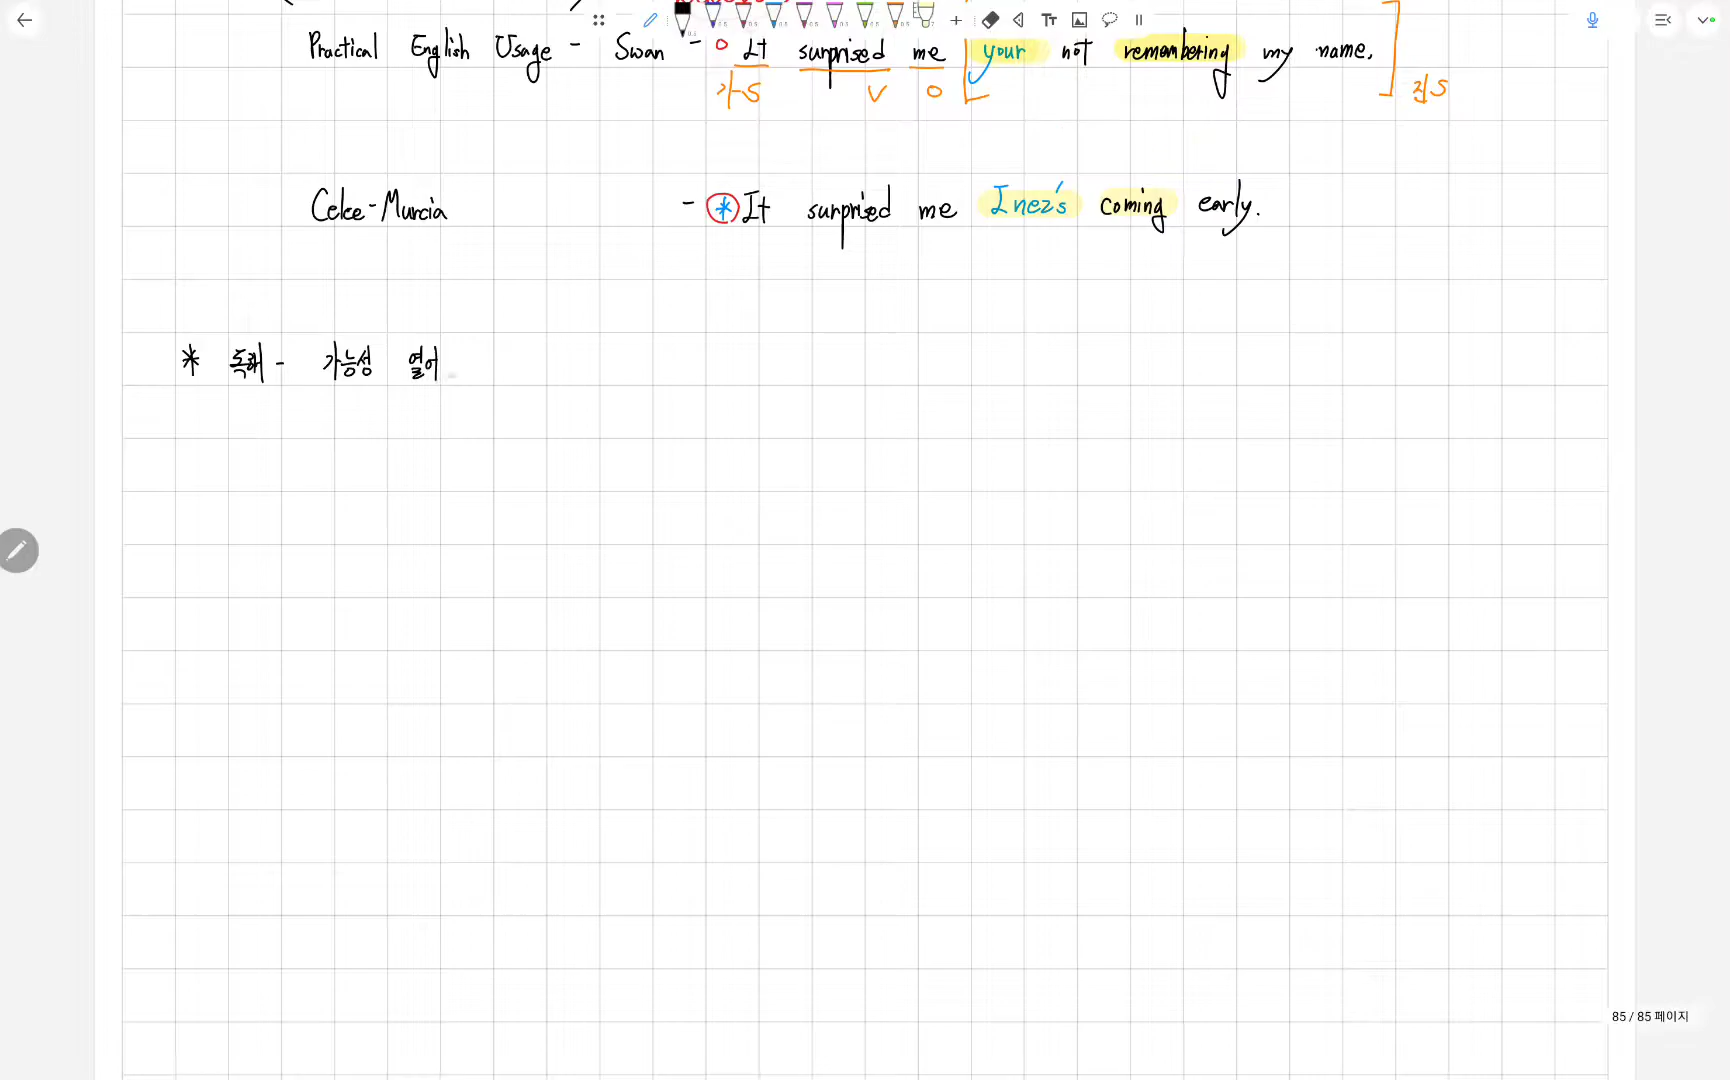 Practical English Usage - Swan - o It surprised me [your not remembering my name.]
가S V O 진S
Celce-Murcia - * It surprised me Inez's coming early.
* 독해 - 가능성 열어
85 / 85 페이지